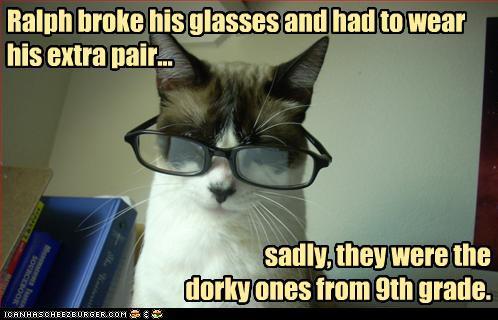 Ralph broke his glasses and had to wear
his extra pair...
sadly, they were the
dorky ones from 9th grade.
ICANHASCHEEZBURGER.COM